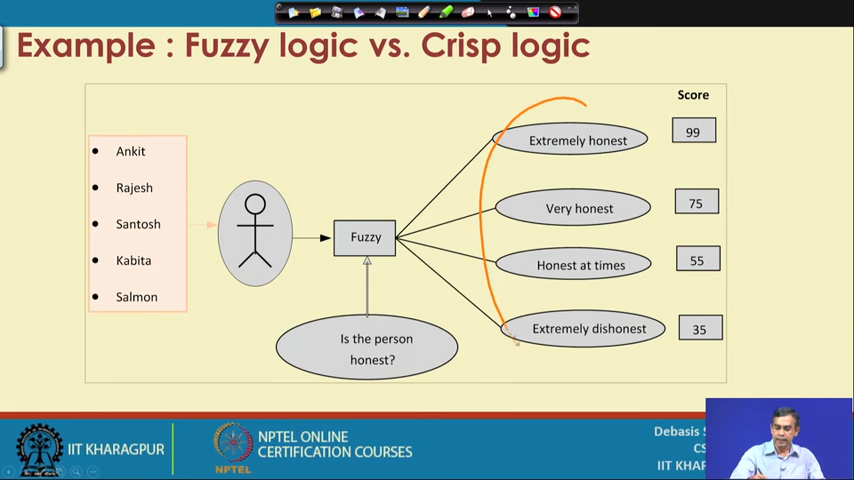 Example : Fuzzy logic vs. Crisp logic
Score
Ankit
Rajesh
Santosh
Kabita
Salmon
Fuzzy
Is the person
honest?
Extremely honest
99
Very honest
75
Honest at times
55
Extremely dishonest
35
IIT KHARAGPUR
NPTEL
NPTEL ONLINE
CERTIFICATION COURSES
Debasis S
CS
IIT KHAR